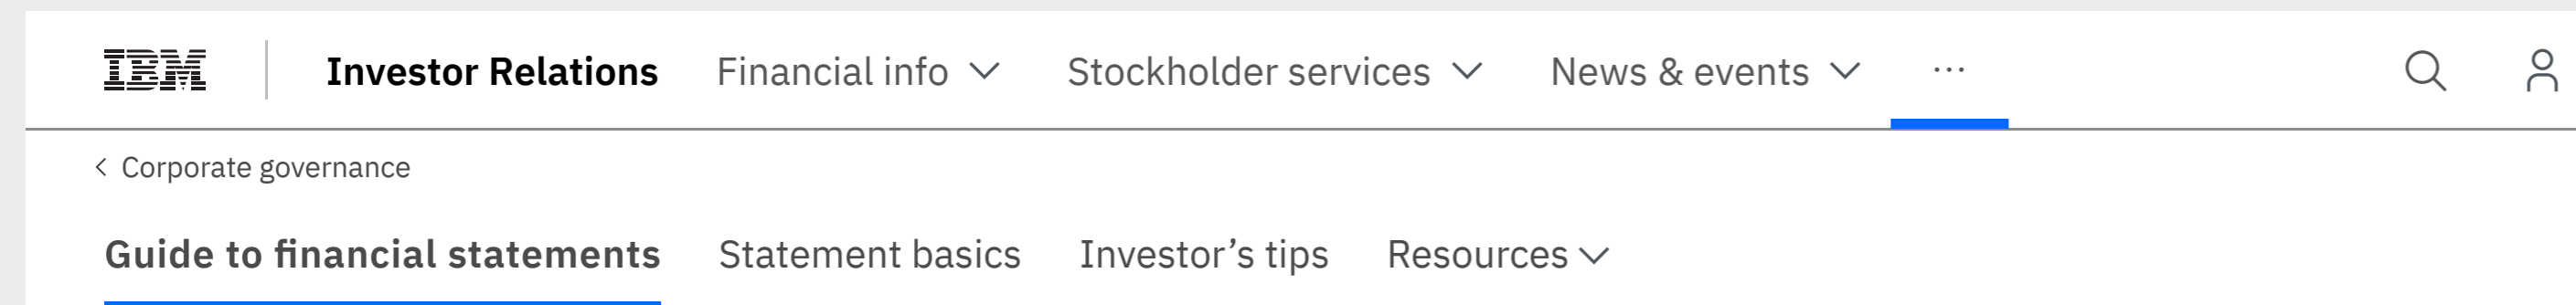 IBM Investor Relations Financial info Stockholder services News & events ...
Corporate governance
Guide to financial statements Statement basics Investor’s tips Resources